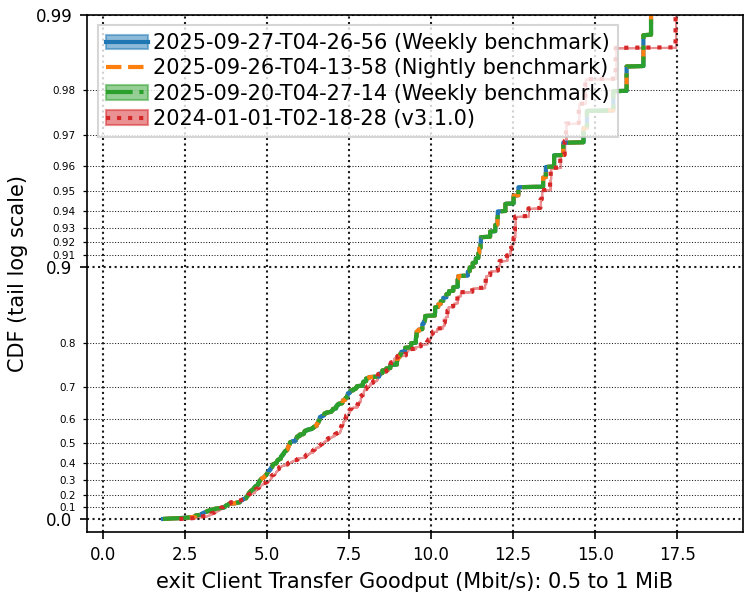 0.99
2025-09-27-T04-26-56 (Weekly benchmark)
2025-09-26-T04-13-58 (Nightly benchmark)
2025-09-20-T04-27-14 (Weekly benchmark)
2024-01-01-T02-18-28 (v3.1.0)
0.98
0.97
0.96
0.95
0.94
0.93
0.92
0.91
0.9
0.8
0.7
0.6
0.5
0.4
0.3
0.2
0.1
0.0
CDF (tail log scale)
0.0 2.5 5.0 7.5 10.0 12.5 15.0 17.5
exit Client Transfer Goodput (Mbit/s): 0.5 to 1 MiB